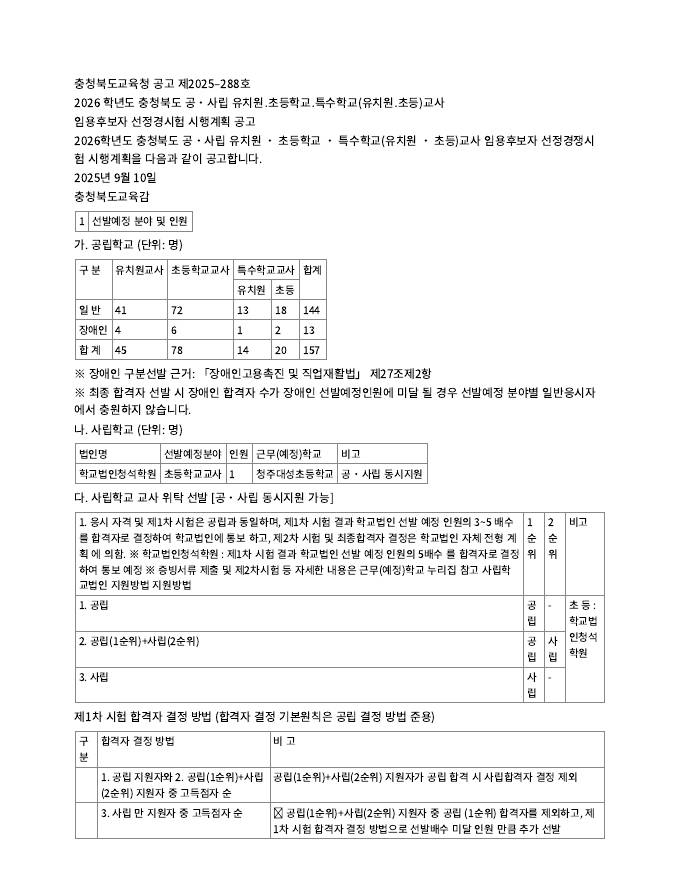 충청북도교육청 공고 제2025–288호
2026 학년도 충청북도 공・사립 유치원.초등학교.특수학교(유치원.초등)교사
임용후보자 선정경시험 시행계획 공고
2026학년도 충청북도 공・사립 유치원 ・ 초등학교 ・ 특수학교(유치원 ・ 초등)교사 임용후보자 선정경쟁시
험 시행계획을 다음과 같이 공고합니다.
2025년 9월 10일
충청북도교육감
1 선발예정 분야 및 인원
가. 공립학교 (단위: 명)
구 분 유치원교사 초등학교교사 특수학교교사 합계
유치원 초등
일 반 41 72 13 18 144
장애인 4 6 1 2 13
합 계 45 78 14 20 157
※ 장애인 구분선발 근거: 「장애인고용촉진 및 직업재활법」 제27조제2항
※ 최종 합격자 선발 시 장애인 합격자 수가 장애인 선발예정인원에 미달 될 경우 선발예정 분야별 일반응시자
에서 충원하지 않습니다.
나. 사립학교 (단위: 명)
법인명 선발예정분야 인원 근무(예정)학교 비고
학교법인청석학원 초등학교교사 1 청주대성초등학교 공・사립 동시지원
다. 사립학교 교사 위탁 선발 [공・사립 동시지원 가능]
1. 응시 자격 및 제1차 시험은 공립과 동일하며, 제1차 시험 결과 학교법인 선발 예정 인원의 3~5 배수
를 합격자로 결정하여 학교법인에 통보 하고, 제2차 시험 및 최종합격자 결정은 학교법인 자체 전형 계
획 에 의함. ※ 학교법인청석학원 : 제1차 시험 결과 학교법인 선발 예정 인원의 5배수 를 합격자로 결정
하여 통보 예정 ※ 증빙서류 제출 및 제2차시험 등 자세한 내용은 근무(예정)학교 누리집 참고 사립학
교법인 지원방법 지원방법
1
순
위
2
순
위
비고
1. 공립
공
립
-
초 등 :
학교법
인청석
학원
2. 공립(1순위)+사립(2순위)
공
립
사
립
3. 사립
사
립
-
제1차 시험 합격자 결정 방법 (합격자 결정 기본원칙은 공립 결정 방법 준용)
구
분
합격자 결정 방법 비 고
1. 공립 지원자와 2. 공립(1순위)+사립
(2순위) 지원자 중 고득점자 순
공립(1순위)+사립(2순위) 지원자가 공립 합격 시 사립합격자 결정 제외
3. 사립 만 지원자 중 고득점자 순
공립(1순위)+사립(2순위) 지원자 중 공립 (1순위) 합격자를 제외하고, 제
1차 시험 합격자 결정 방법으로 선발배수 미달 인원 만큼 추가 선발